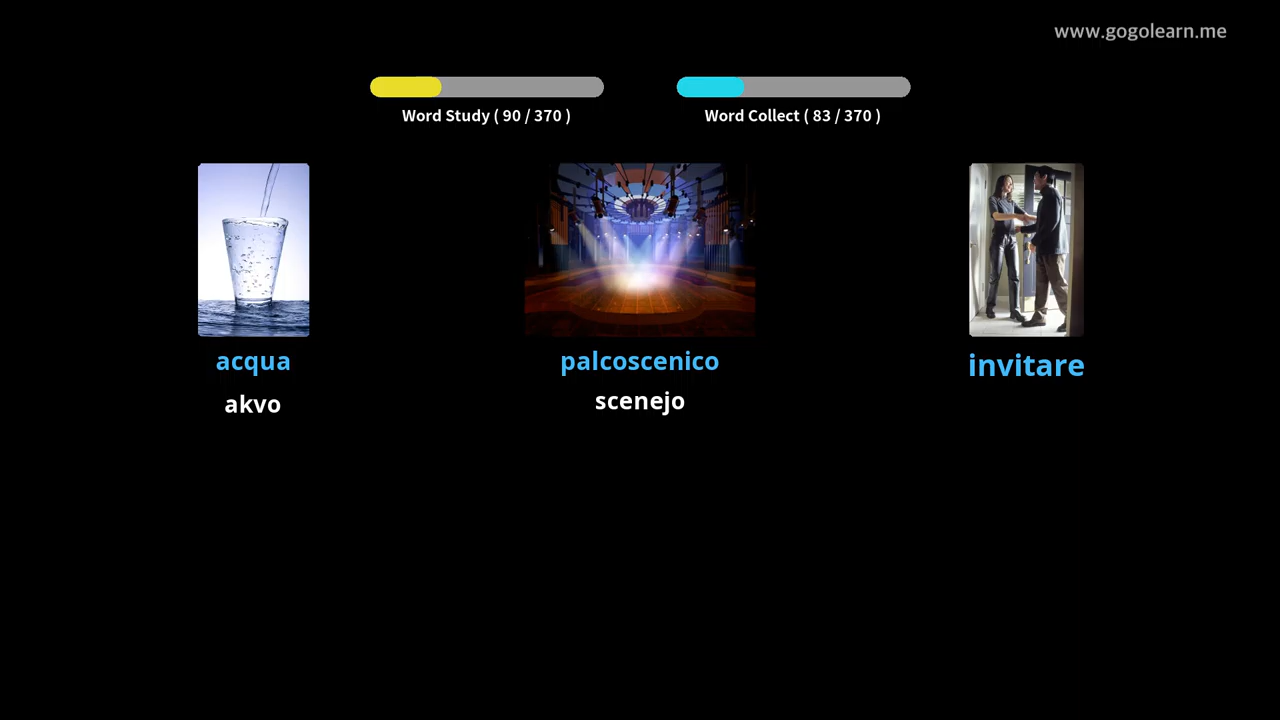 www.gogolearn.me
Word Study ( 90 / 370 )
Word Collect ( 83 / 370 )
acqua
palcoscenico
invitare
akvo
scenejo